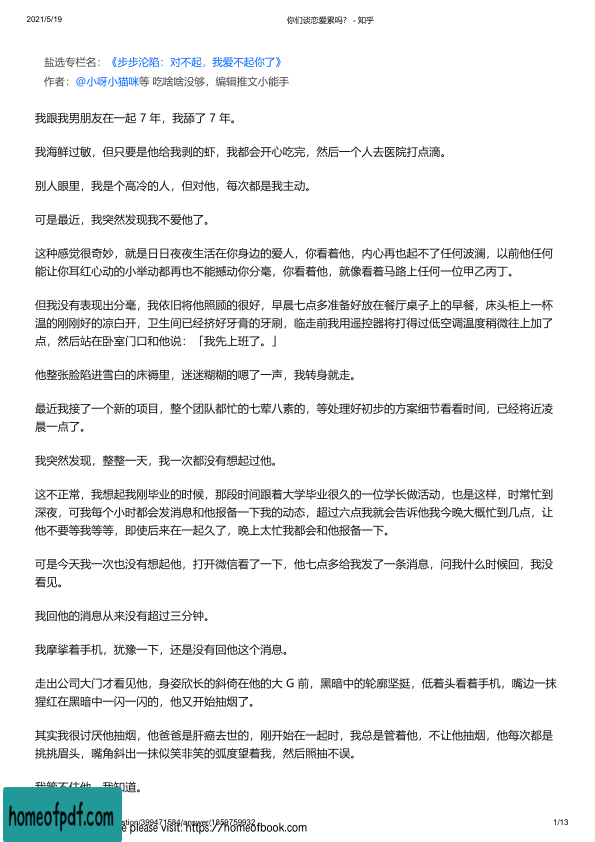 2021/5/19
你们谈恋爱累吗？ - 知乎
盐选专栏名：《步步沦陷：对不起，我爱不起你了》
作者：@小呀小猫咪等 吃啥啥没够，编辑推文小能手
我跟我男朋友在一起 7 年，我舔了 7 年。
我海鲜过敏，但只要是他给我剥的虾，我都会开心吃完，然后一个人去医院打点滴。
别人眼里，我是个高冷的人，但对他，每次都是我主动。
可是最近，我突然发现我不爱他了。
这种感觉很奇妙，就是日日夜夜生活在你身边的爱人，你看着他，内心再也起不了任何波澜，以前他任何
能让你耳红心动的小举动都再也不能撼动你分毫，你看着他，就像看着马路上任何一位甲乙丙丁。
但我没有表现出分毫，我依旧将他照顾的很好，早晨七点多准备好放在餐厅桌子上的早餐，床头柜上一杯
温的刚刚好的凉白开，卫生间已经挤好牙膏的牙刷，临走前我用遥控器将打得过低空调温度稍微往上加了
点，然后站在卧室门口和他说：「我先上班了。」
他整张脸陷进雪白的床褥里，迷迷糊糊的嗯了一声，我转身就走。
最近我接了一个新的项目，整个团队都忙的七荤八素的，等处理好初步的方案细节看看时间，已经将近凌
晨一点了。
我突然发现，整整一天，我一次都没有想起过他。
这不正常，我想起我刚毕业的时候，那段时间跟着大学毕业很久的一位学长做活动，也是这样，时常忙到
深夜，可我每个小时都会发消息和他报备一下我的动态，超过六点我就会告诉他我今晚大概忙到几点，让
他不要等我等等，即使后来在一起久了，晚上太忙我都会和他报备一下。
可是今天我一次也没有想起他，打开微信看了一下，他七点多给我发了一条消息，问我什么时候回，我没
看见。
我回他的消息从来没有超过三分钟。
我摩挲着手机，犹豫一下，还是没有回他这个消息。
走出公司大门才看见他，身姿欣长的斜倚在他的大 G 前，黑暗中的轮廓坚挺，低着头看着手机，嘴边一抹
猩红在黑暗中一闪一闪的，他又开始抽烟了。
其实我很讨厌他抽烟，他爸爸是肝癌去世的，刚开始在一起时，我总是管着他，不让他抽烟，他每次都是
挑挑眉头，嘴角斜出一抹似笑非笑的弧度望着我，然后照抽不误。
我管不住他，我知道。
homeofpdf.com
stion/399471584/answer/1859759932
1/13
e please visit: https://homeofbook.com